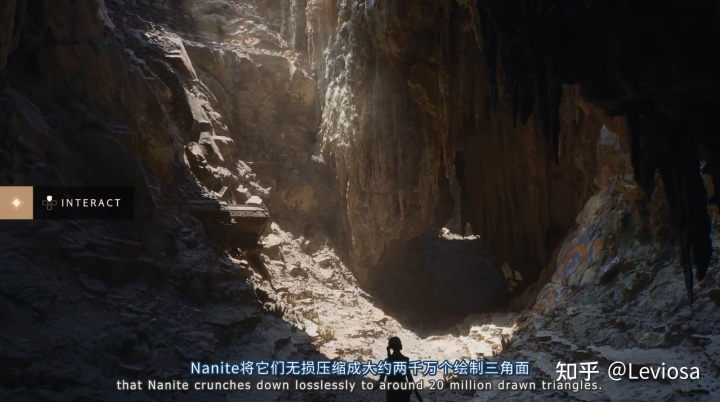 INTERACT
Nanite将它们无损压缩成大约两千万个绘制三角面
that Nanite crunches down losslessly to around 20 million drawn triangles.
知乎 @Leviosa